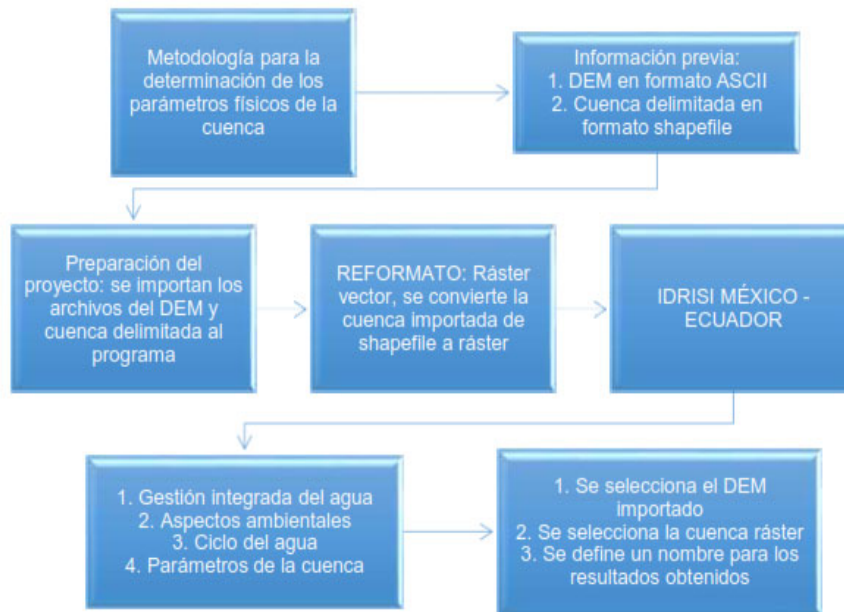 Metodología para la
determinación de los
parámetros físicos de la
cuenca
Información previa:
1. DEM en formato ASCII
2. Cuenca delimitada en
formato shapefile
Preparación del
proyecto: se importan los
archivos del DEM y
cuenca delimitada al
programa
REFORMATO: Ráster
vector, se convierte la
cuenca importada de
shapefile a ráster
IDRISI MÉXICO -
ECUADOR
1. Gestión integrada del agua
2. Aspectos ambientales
3. Ciclo del agua
4. Parámetros de la cuenca
1. Se selecciona el DEM
importado
2. Se selecciona la cuenca ráster
3. Se define un nombre para los
resultados obtenidos